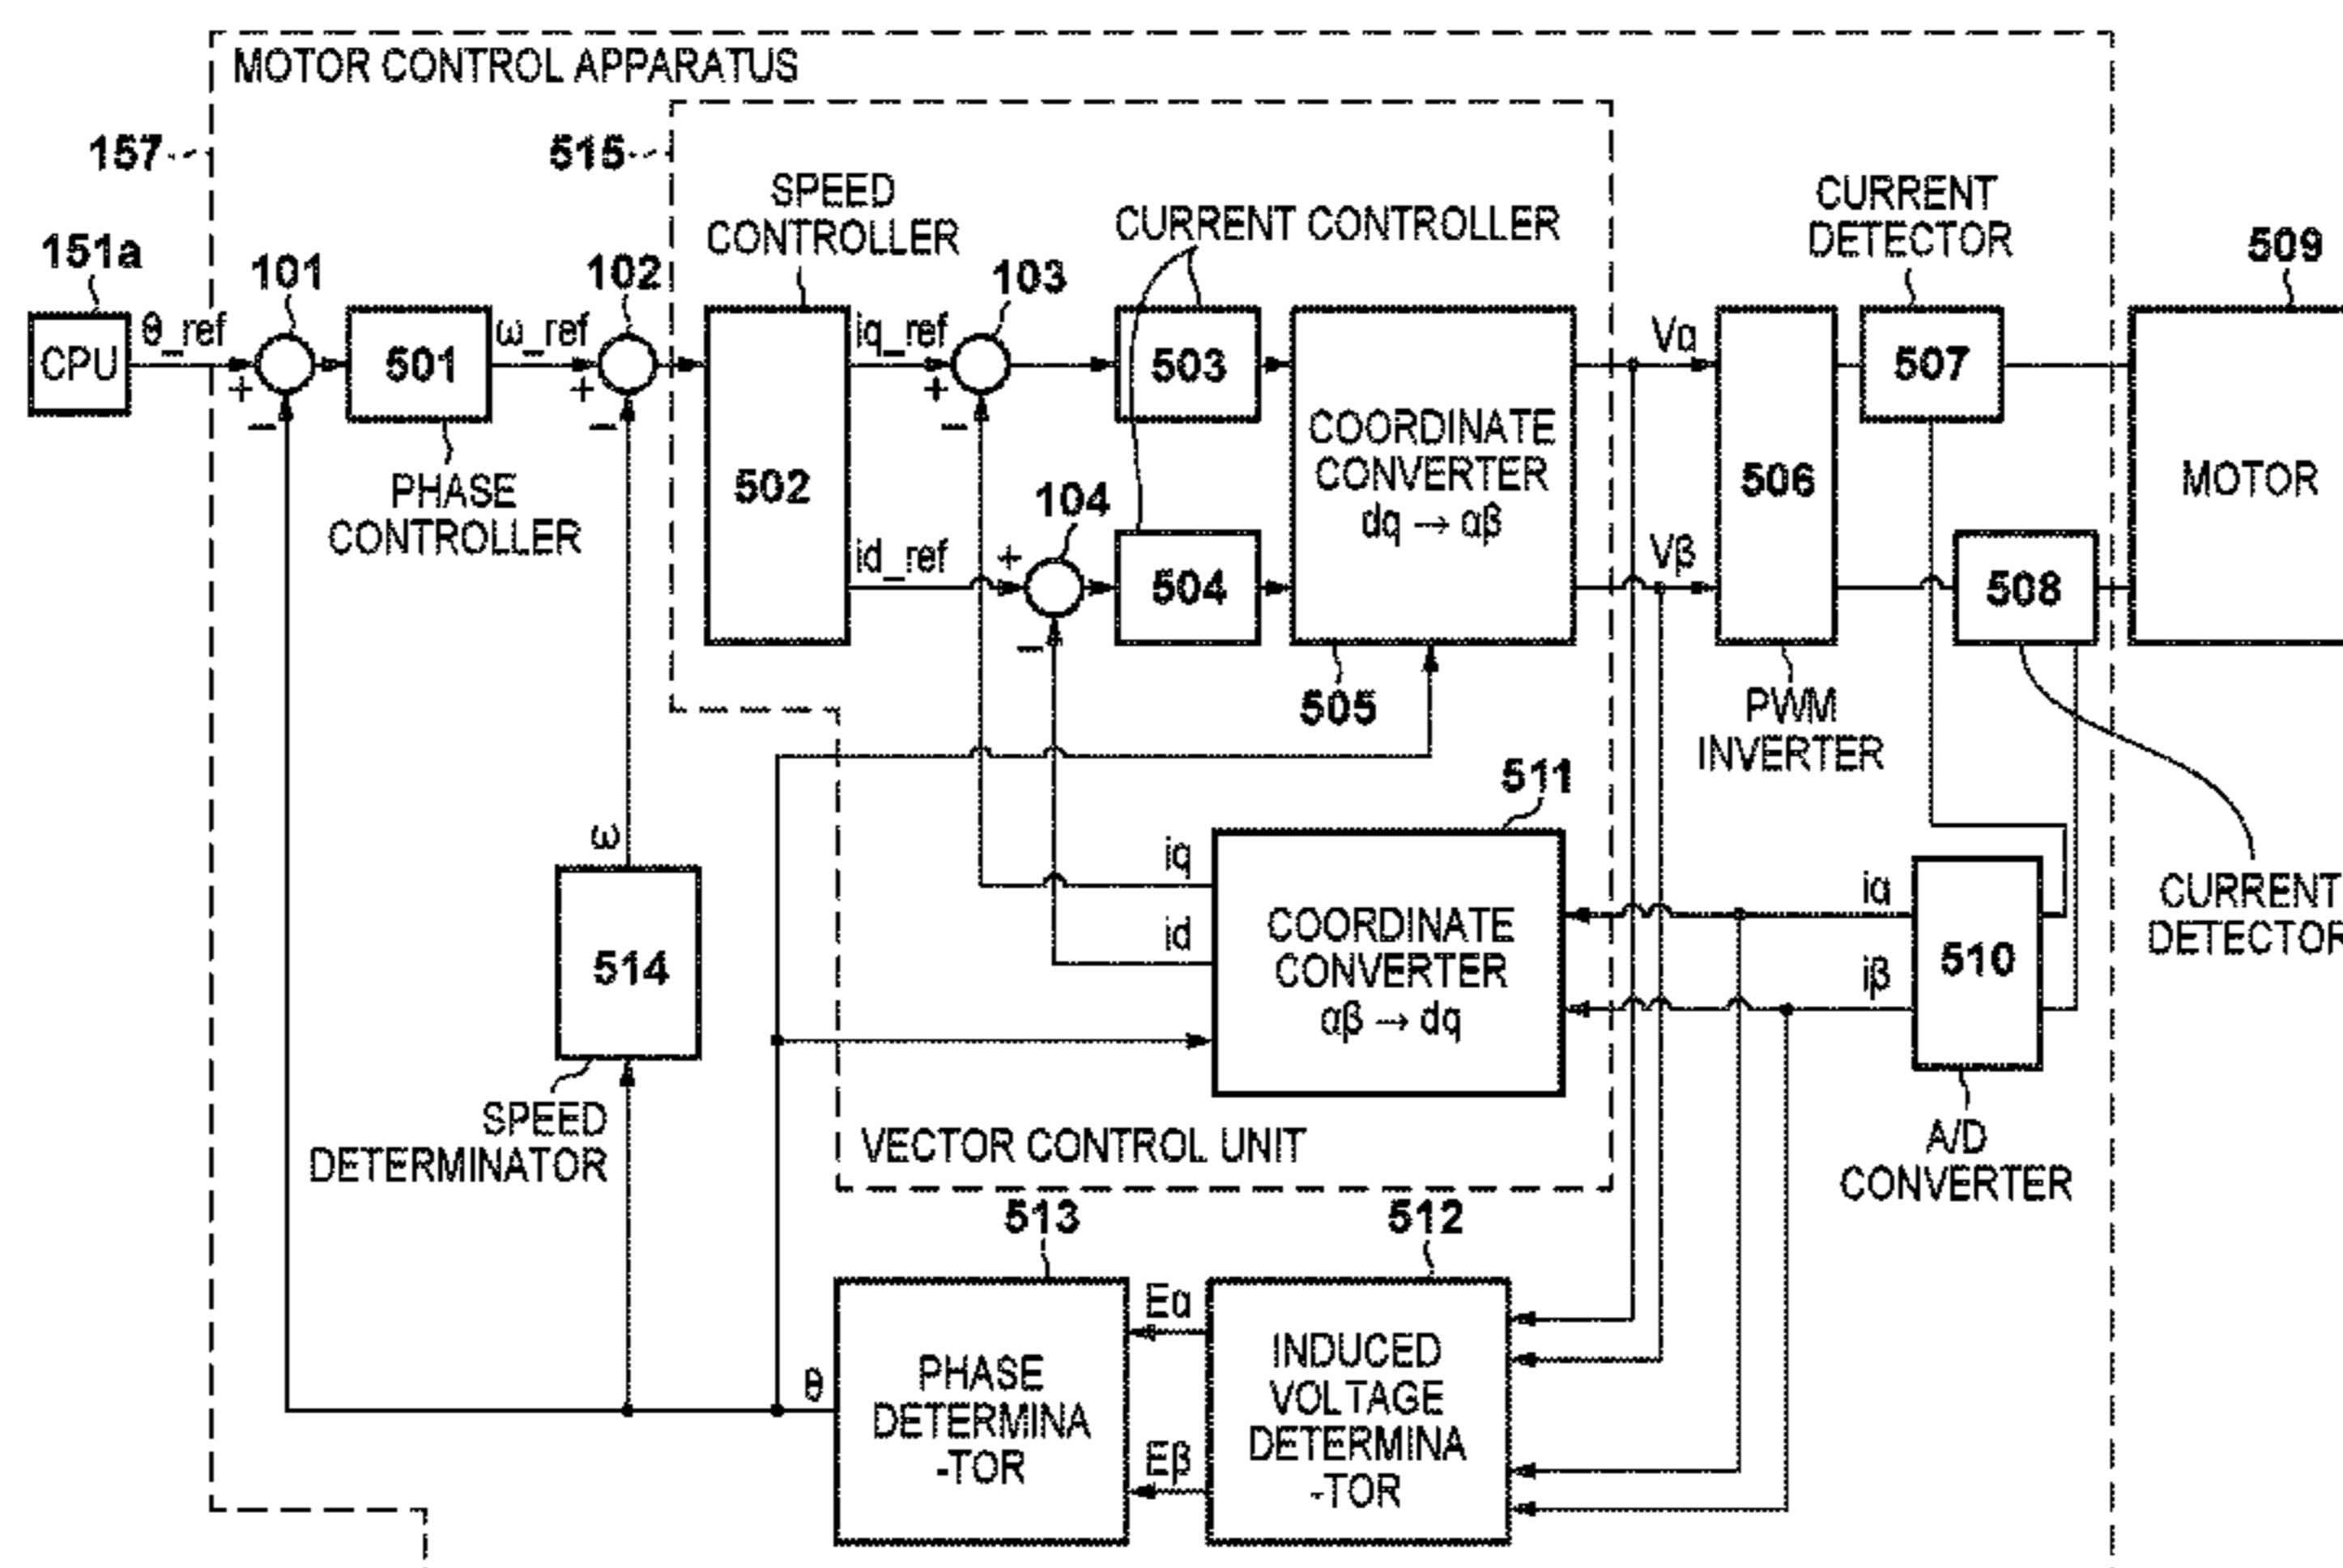 MOTOR CONTROL APPARATUS
157
515
SPEED
CONTROLLER
CURRENT CONTROLLER
CURRENT
DETECTOR
151a
101
102
103
509
CPU
θ_ref
+
−
501
ω_ref
+
−
iq_ref
+
−
503
Vα
507
PHASE
CONTROLLER
502
104
COORDINATE
CONVERTER
dq → αβ
506
MOTOR
id_ref
+
−
504
Vβ
508
505
PWM
INVERTER
511
ω
iq
id
COORDINATE
CONVERTER
αβ → dq
iα
iβ
510
CURRENT
DETECTOR
514
SPEED
DETERMINATOR
VECTOR CONTROL UNIT
A/D
CONVERTER
513
512
θ
PHASE
DETERMINA
-TOR
Eα
Eβ
INDUCED
VOLTAGE
DETERMINA
-TOR